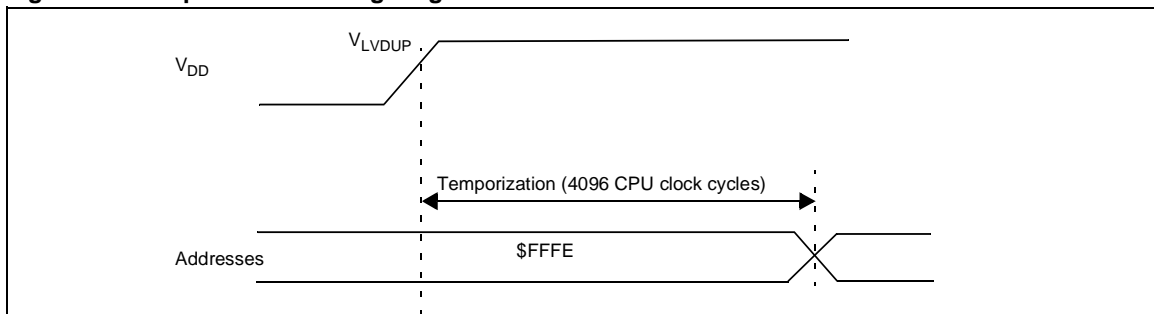 V_LVDUP
V_DD
Temporization (4096 CPU clock cycles)
$FFFE
Addresses